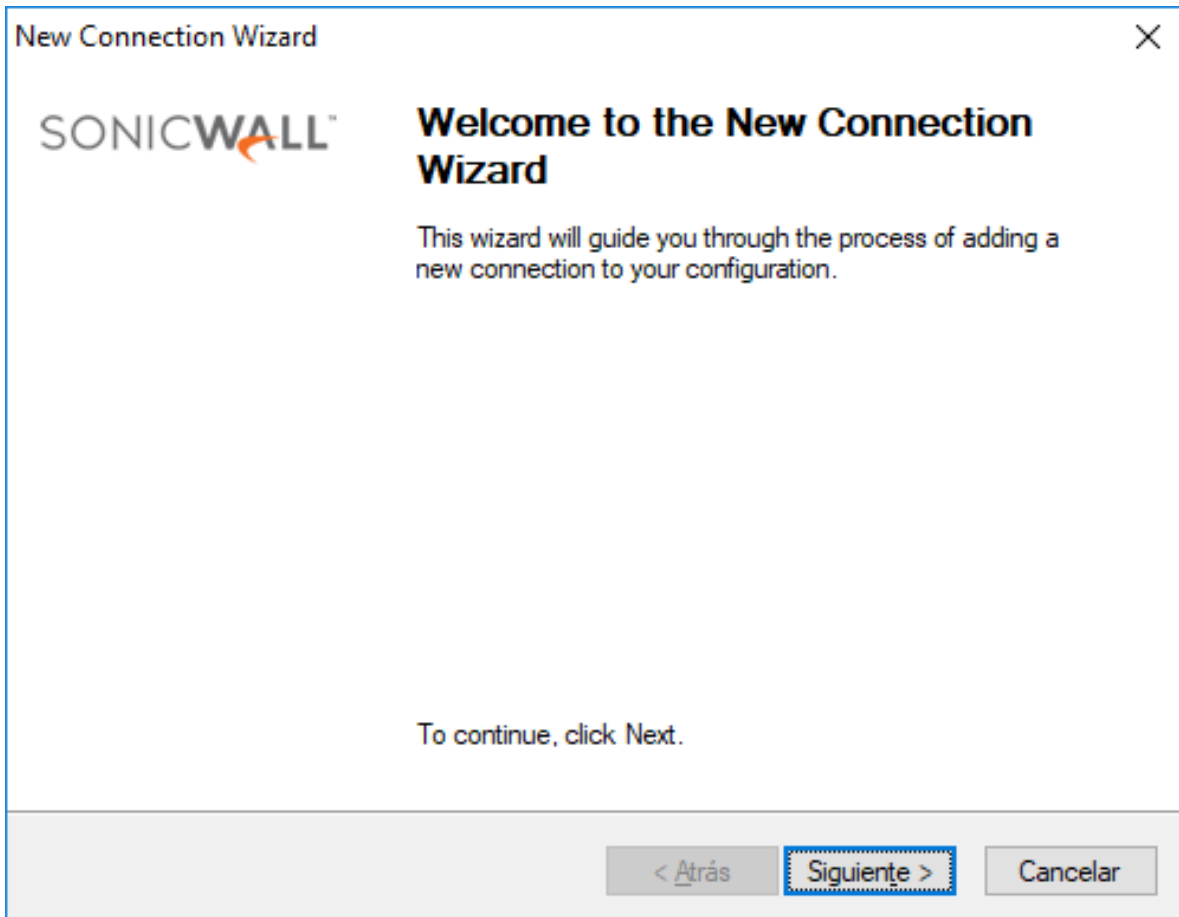 New Connection Wizard
SONICWALL™
Welcome to the New Connection
Wizard
This wizard will guide you through the process of adding a
new connection to your configuration.
To continue, click Next.
< Atrás
Siguiente >
Cancelar